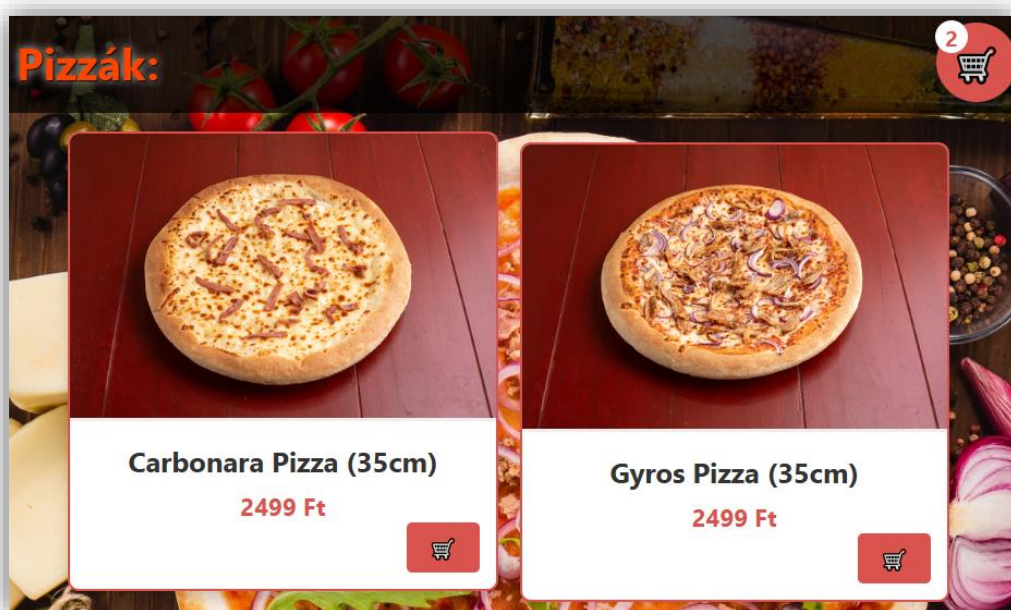 Pizzák:
2
Carbonara Pizza (35cm)
2499 Ft
Gyros Pizza (35cm)
2499 Ft